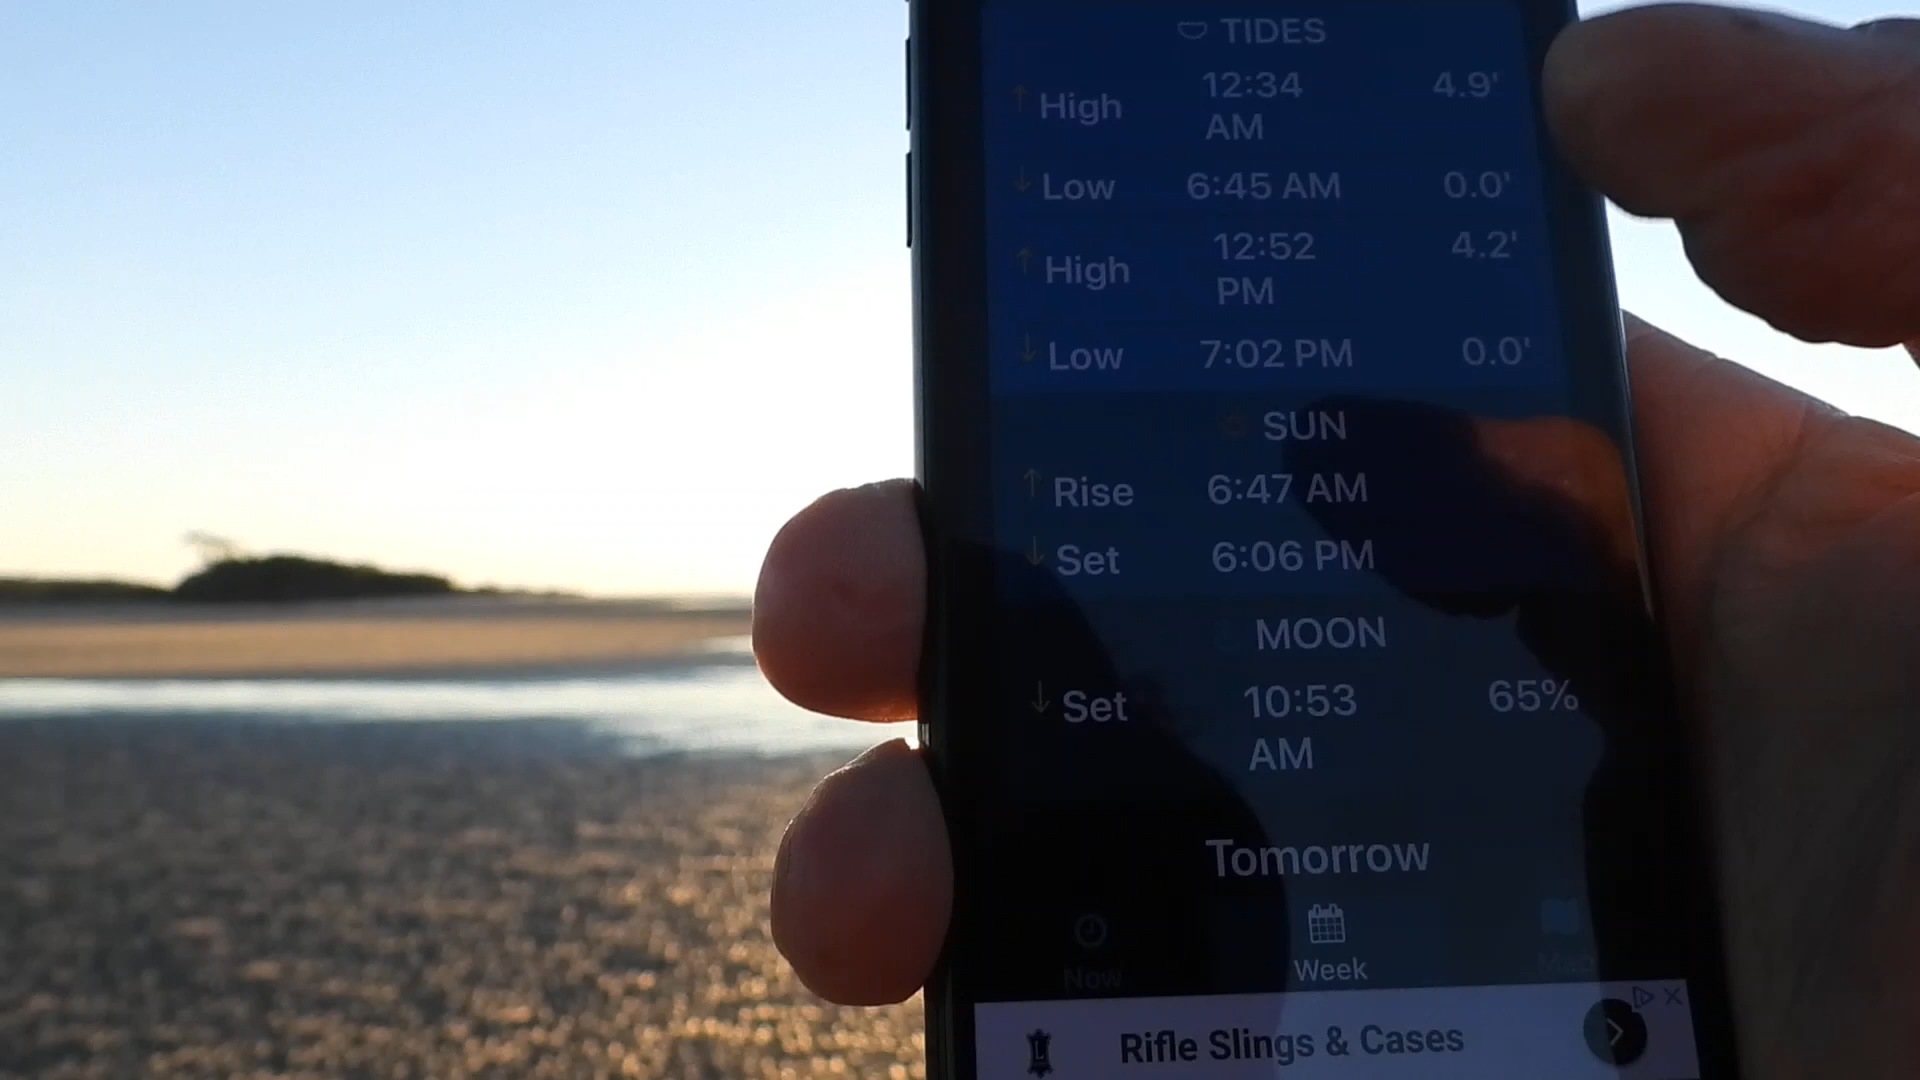 TIDES
High 12:34 AM 4.9'
Low 6:45 AM 0.0'
High 12:52 PM 4.2'
Low 7:02 PM 0.0'
SUN
Rise 6:47 AM
Set 6:06 PM
MOON
Set 10:53 AM 65%
Tomorrow
Now Week Map
Rifle Slings & Cases